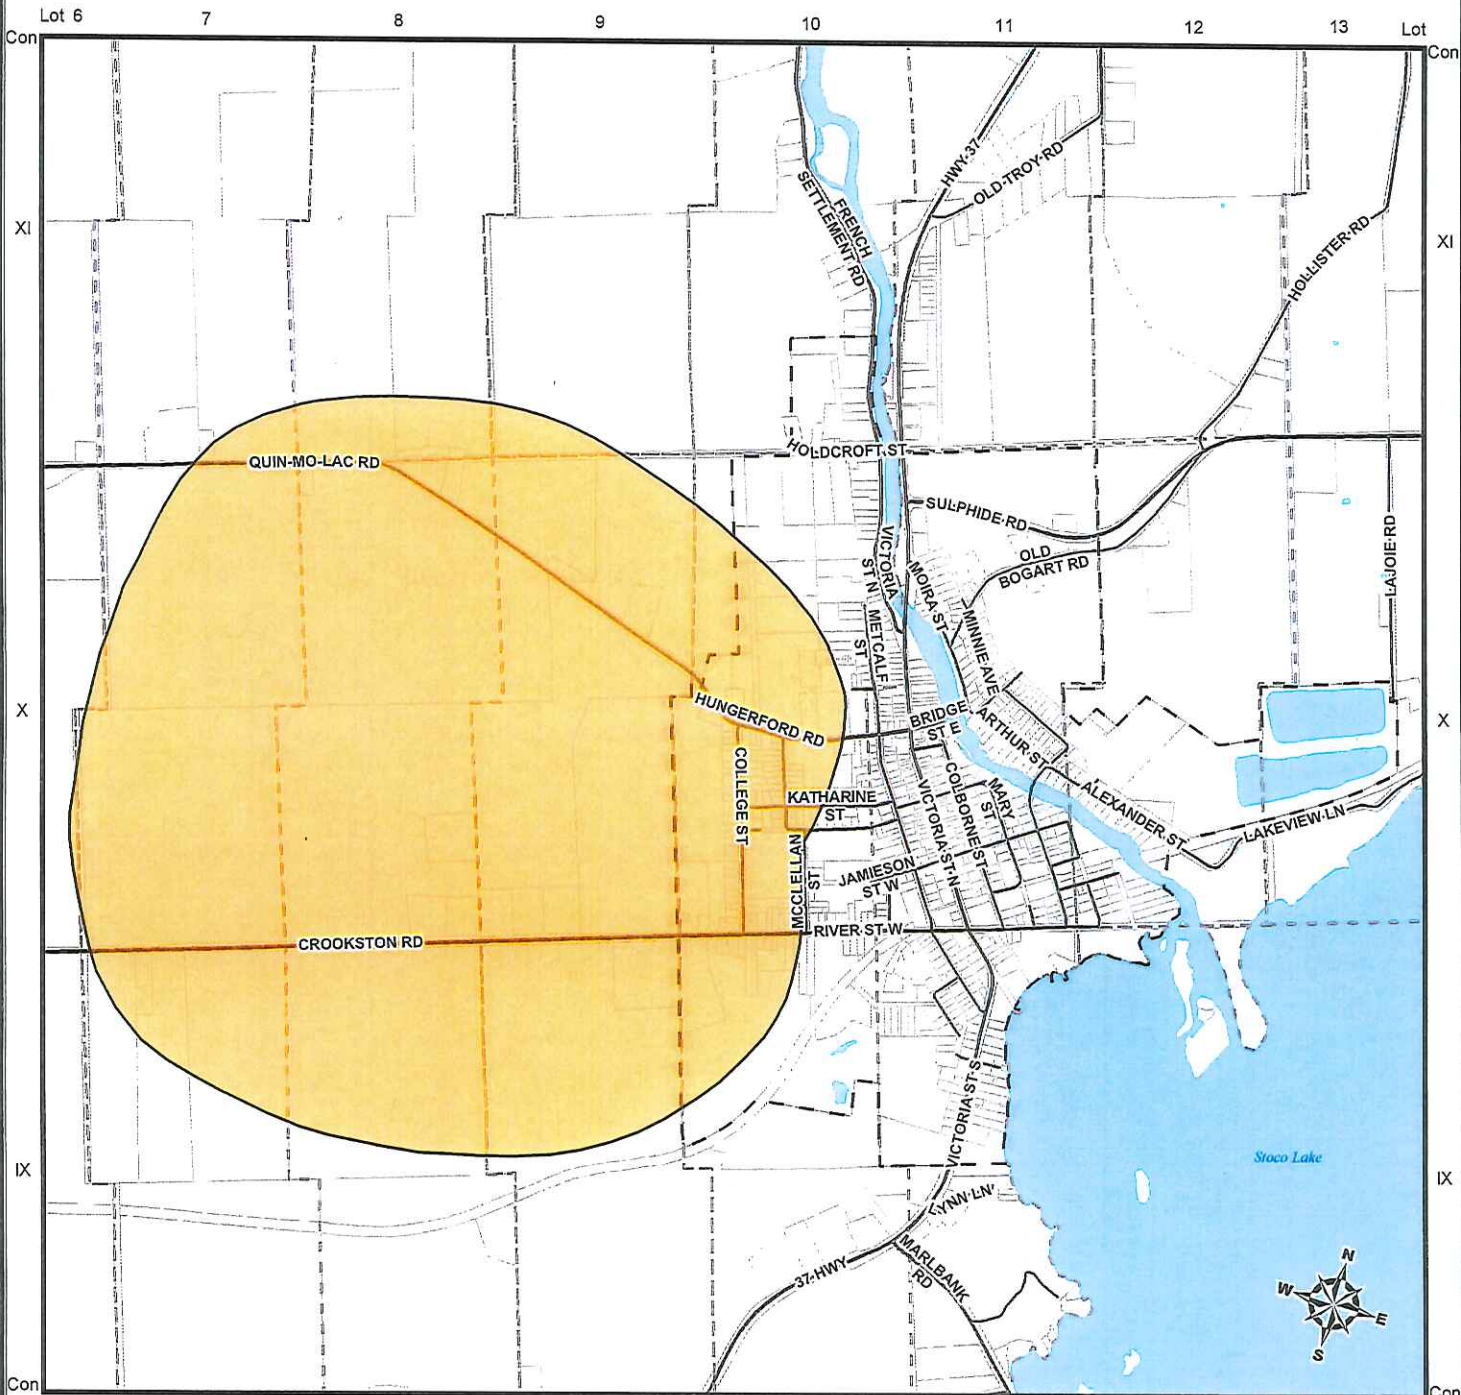 Lot 6 7 8 9 10 11 12 13 Lot
Con Con
HWY 37
OLD TROY RD
FRENCH
SETTLEMENT RD
XI XI
HOLLISTER RD
HOLDCROFT ST
QUIN-MO-LAC RD
SULPHIDE RD
OLD
BOGART RD
LAJOIE RD
VICTORIA
ST N
MOIRA ST
MINNIE AVE
METCALF
ST
X X
HUNGERFORD RD
BRIDGE
ST E
ARTHUR ST
COLLEGE ST
KATHARINE
ST
VICTORIA ST N
COLBORNE ST
MARY
ST
ALEXANDER ST
LAKEVIEW LN
MCCLELLAN
ST
JAMIESON
ST W
CROOKSTON RD
RIVER ST W
VICTORIA ST S
IX IX
Stoco Lake
LYNN LN
MARLBANK
RD
37 HWY
N
W
E
S
Con Con